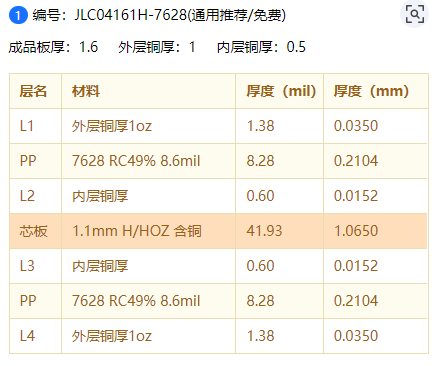 1 编号：JLC04161H-7628(通用推荐/免费)
成品板厚：1.6 外层铜厚：1 内层铜厚：0.5
层名 材料 厚度（mil） 厚度（mm）
L1 外层铜厚1oz 1.38 0.0350
PP 7628 RC49% 8.6mil 8.28 0.2104
L2 内层铜厚 0.60 0.0152
芯板 1.1mm H/HOZ 含铜 41.93 1.0650
L3 内层铜厚 0.60 0.0152
PP 7628 RC49% 8.6mil 8.28 0.2104
L4 外层铜厚1oz 1.38 0.0350